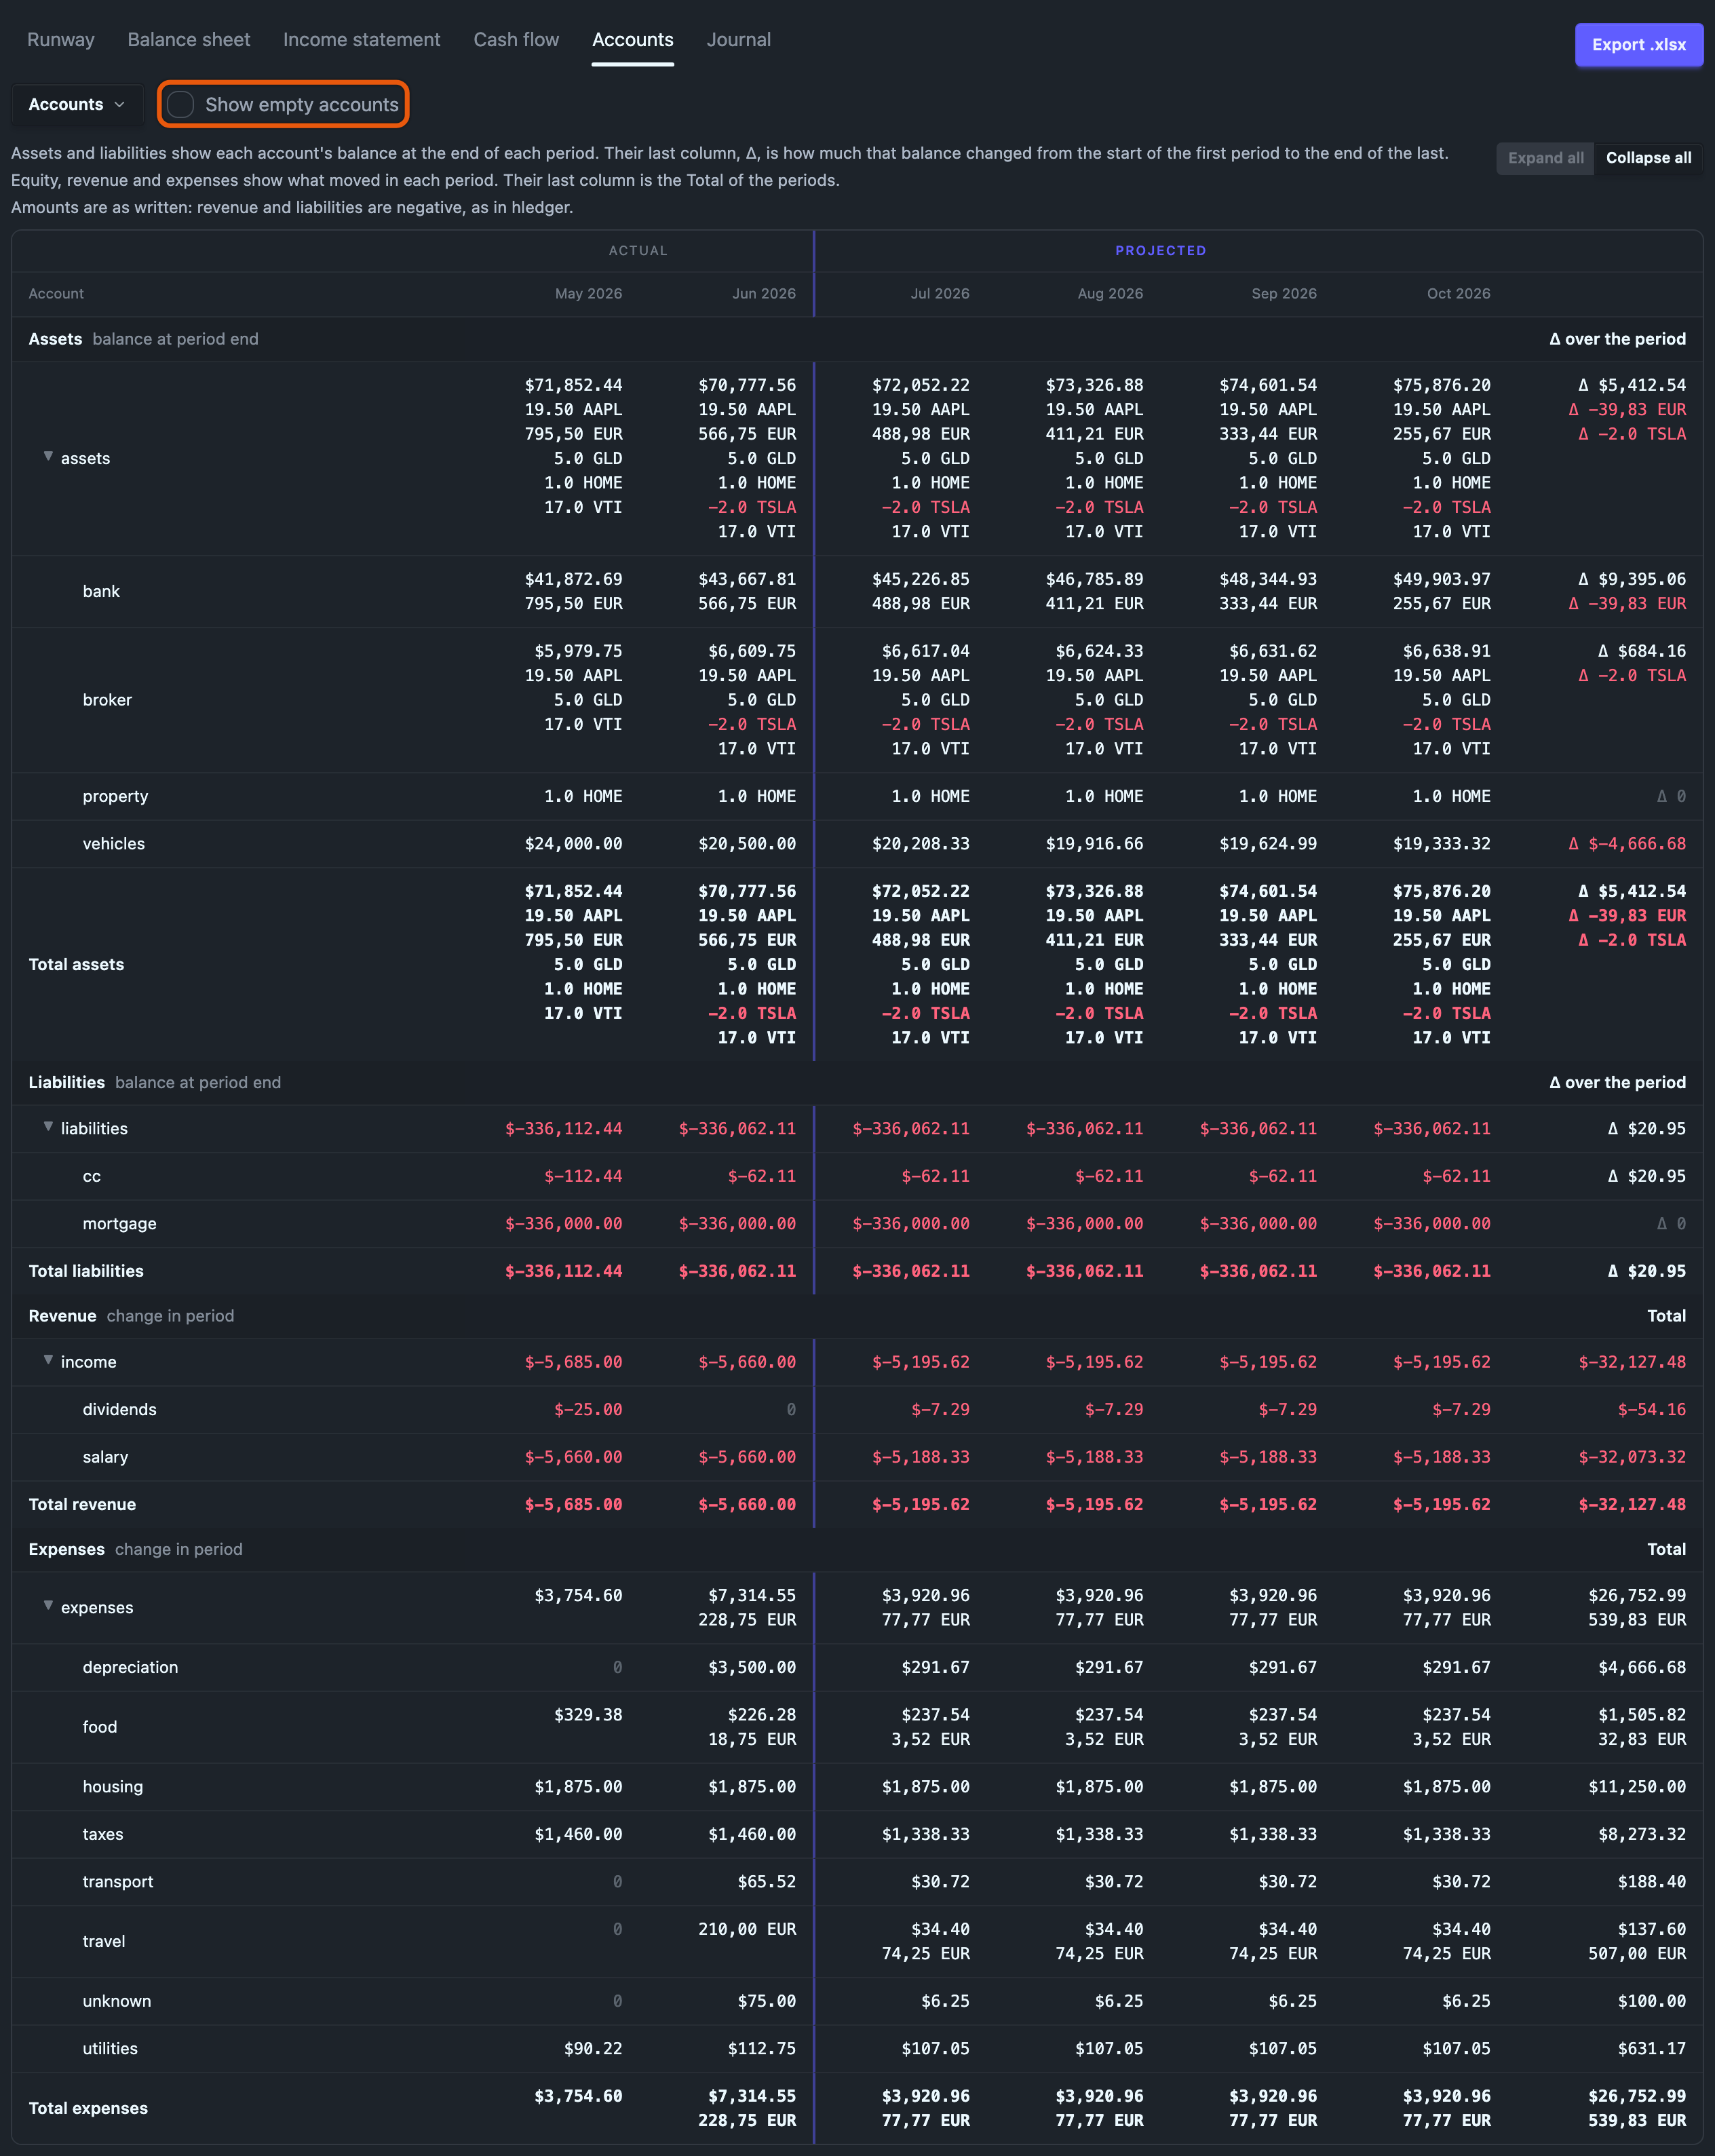 Runway Balance sheet Income statement Cash flow Accounts Journal Export .xlsx
Accounts Show empty accounts
Assets and liabilities show each account's balance at the end of each period. Their last column, Δ, is how much that balance changed from the start of the first period to the end of the last.
Equity, revenue and expenses show what moved in each period. Their last column is the Total of the periods.
Amounts are as written: revenue and liabilities are negative, as in hledger.
Expand all Collapse all
ACTUAL PROJECTED
Account May 2026 Jun 2026 Jul 2026 Aug 2026 Sep 2026 Oct 2026
Assets balance at period end Δ over the period
$71,852.44 $70,777.56 $72,052.22 $73,326.88 $74,601.54 $75,876.20 Δ $5,412.54
19.50 AAPL 19.50 AAPL 19.50 AAPL 19.50 AAPL 19.50 AAPL 19.50 AAPL Δ −39,83 EUR
795,50 EUR 566,75 EUR 488,98 EUR 411,21 EUR 333,44 EUR 255,67 EUR Δ −2.0 TSLA
assets 5.0 GLD 5.0 GLD 5.0 GLD 5.0 GLD 5.0 GLD 5.0 GLD
1.0 HOME 1.0 HOME 1.0 HOME 1.0 HOME 1.0 HOME 1.0 HOME
17.0 VTI −2.0 TSLA −2.0 TSLA −2.0 TSLA −2.0 TSLA −2.0 TSLA
17.0 VTI 17.0 VTI 17.0 VTI 17.0 VTI 17.0 VTI
bank $41,872.69 $43,667.81 $45,226.85 $46,785.89 $48,344.93 $49,903.97 Δ $9,395.06
795,50 EUR 566,75 EUR 488,98 EUR 411,21 EUR 333,44 EUR 255,67 EUR Δ −39,83 EUR
$5,979.75 $6,609.75 $6,617.04 $6,624.33 $6,631.62 $6,638.91 Δ $684.16
19.50 AAPL 19.50 AAPL 19.50 AAPL 19.50 AAPL 19.50 AAPL 19.50 AAPL Δ −2.0 TSLA
broker 5.0 GLD 5.0 GLD 5.0 GLD 5.0 GLD 5.0 GLD 5.0 GLD
17.0 VTI −2.0 TSLA −2.0 TSLA −2.0 TSLA −2.0 TSLA −2.0 TSLA
17.0 VTI 17.0 VTI 17.0 VTI 17.0 VTI 17.0 VTI
property 1.0 HOME 1.0 HOME 1.0 HOME 1.0 HOME 1.0 HOME 1.0 HOME Δ 0
vehicles $24,000.00 $20,500.00 $20,208.33 $19,916.66 $19,624.99 $19,333.32 Δ $−4,666.68
$71,852.44 $70,777.56 $72,052.22 $73,326.88 $74,601.54 $75,876.20 Δ $5,412.54
19.50 AAPL 19.50 AAPL 19.50 AAPL 19.50 AAPL 19.50 AAPL 19.50 AAPL Δ −39,83 EUR
795,50 EUR 566,75 EUR 488,98 EUR 411,21 EUR 333,44 EUR 255,67 EUR Δ −2.0 TSLA
Total assets 5.0 GLD 5.0 GLD 5.0 GLD 5.0 GLD 5.0 GLD 5.0 GLD
1.0 HOME 1.0 HOME 1.0 HOME 1.0 HOME 1.0 HOME 1.0 HOME
17.0 VTI −2.0 TSLA −2.0 TSLA −2.0 TSLA −2.0 TSLA −2.0 TSLA
17.0 VTI 17.0 VTI 17.0 VTI 17.0 VTI 17.0 VTI
Liabilities balance at period end Δ over the period
liabilities $−336,112.44 $−336,062.11 $−336,062.11 $−336,062.11 $−336,062.11 $−336,062.11 Δ $20.95
cc $−112.44 $−62.11 $−62.11 $−62.11 $−62.11 $−62.11 Δ $20.95
mortgage $−336,000.00 $−336,000.00 $−336,000.00 $−336,000.00 $−336,000.00 $−336,000.00 Δ 0
Total liabilities $−336,112.44 $−336,062.11 $−336,062.11 $−336,062.11 $−336,062.11 $−336,062.11 Δ $20.95
Revenue change in period Total
income $−5,685.00 $−5,660.00 $−5,195.62 $−5,195.62 $−5,195.62 $−5,195.62 $−32,127.48
dividends $−25.00 0 $−7.29 $−7.29 $−7.29 $−7.29 $−54.16
salary $−5,660.00 $−5,660.00 $−5,188.33 $−5,188.33 $−5,188.33 $−5,188.33 $−32,073.32
Total revenue $−5,685.00 $−5,660.00 $−5,195.62 $−5,195.62 $−5,195.62 $−5,195.62 $−32,127.48
Expenses change in period Total
expenses $3,754.60 $7,314.55 $3,920.96 $3,920.96 $3,920.96 $3,920.96 $26,752.99
228,75 EUR 77,77 EUR 77,77 EUR 77,77 EUR 77,77 EUR 539,83 EUR
depreciation 0 $3,500.00 $291.67 $291.67 $291.67 $291.67 $4,666.68
food $329.38 $226.28 $237.54 $237.54 $237.54 $237.54 $1,505.82
18,75 EUR 3,52 EUR 3,52 EUR 3,52 EUR 3,52 EUR 32,83 EUR
housing $1,875.00 $1,875.00 $1,875.00 $1,875.00 $1,875.00 $1,875.00 $11,250.00
taxes $1,460.00 $1,460.00 $1,338.33 $1,338.33 $1,338.33 $1,338.33 $8,273.32
transport 0 $65.52 $30.72 $30.72 $30.72 $30.72 $188.40
travel 0 210,00 EUR $34.40 $34.40 $34.40 $34.40 $137.60
74,25 EUR 74,25 EUR 74,25 EUR 74,25 EUR 507,00 EUR
unknown 0 $75.00 $6.25 $6.25 $6.25 $6.25 $100.00
utilities $90.22 $112.75 $107.05 $107.05 $107.05 $107.05 $631.17
Total expenses $3,754.60 $7,314.55 $3,920.96 $3,920.96 $3,920.96 $3,920.96 $26,752.99
228,75 EUR 77,77 EUR 77,77 EUR 77,77 EUR 77,77 EUR 539,83 EUR